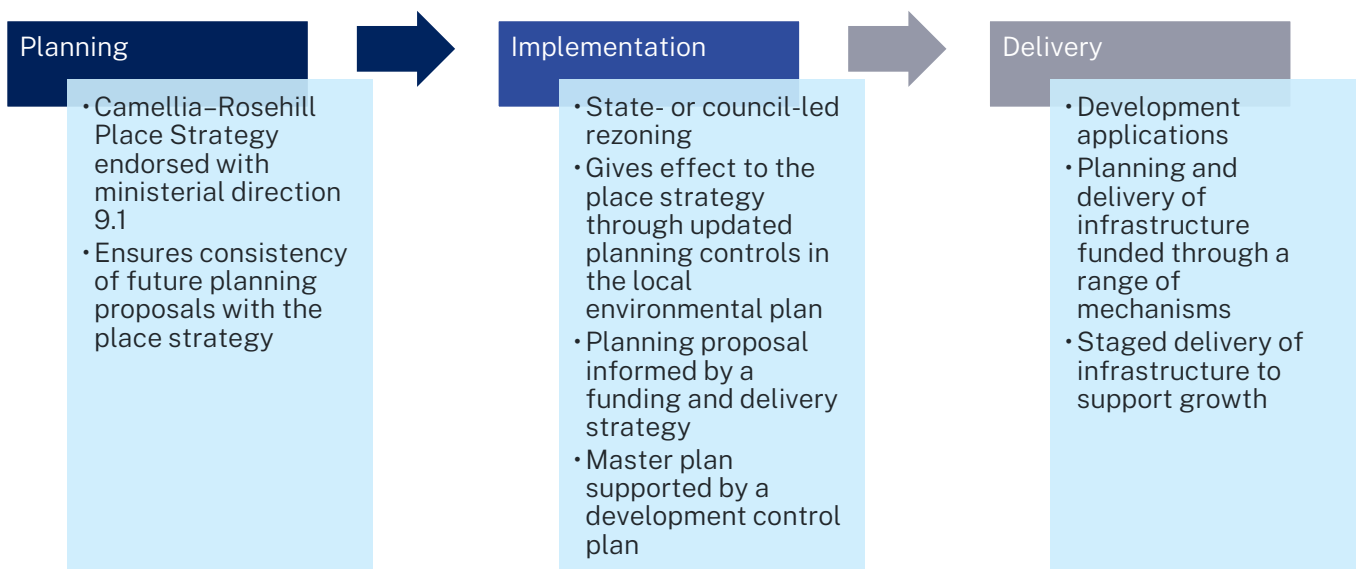 Planning
• Camellia–Rosehill
Place Strategy
endorsed with
ministerial direction
9.1
• Ensures consistency
of future planning
proposals with the
place strategy
Implementation
• State- or council-led
rezoning
• Gives effect to the
place strategy
through updated
planning controls in
the local
environmental plan
• Planning proposal
informed by a
funding and delivery
strategy
• Master plan
supported by a
development control
plan
Delivery
• Development
applications
• Planning and
delivery of
infrastructure
funded through a
range of
mechanisms
• Staged delivery of
infrastructure to
support growth